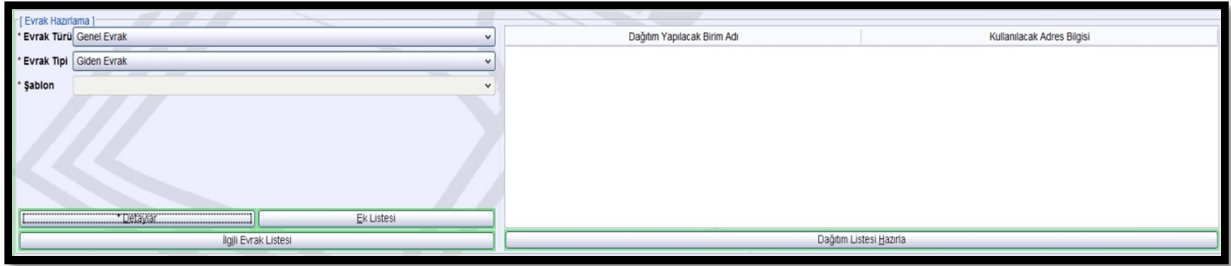 [ Evrak Hazırlama ]
* Evrak Türü Genel Evrak
Dağıtım Yapılacak Birim Adı Kullanılacak Adres Bilgisi
* Evrak Tipi Giden Evrak
* Şablon
* Detaylar Ek Listesi
İlgili Evrak Listesi Dağıtım Listesi Hazırla